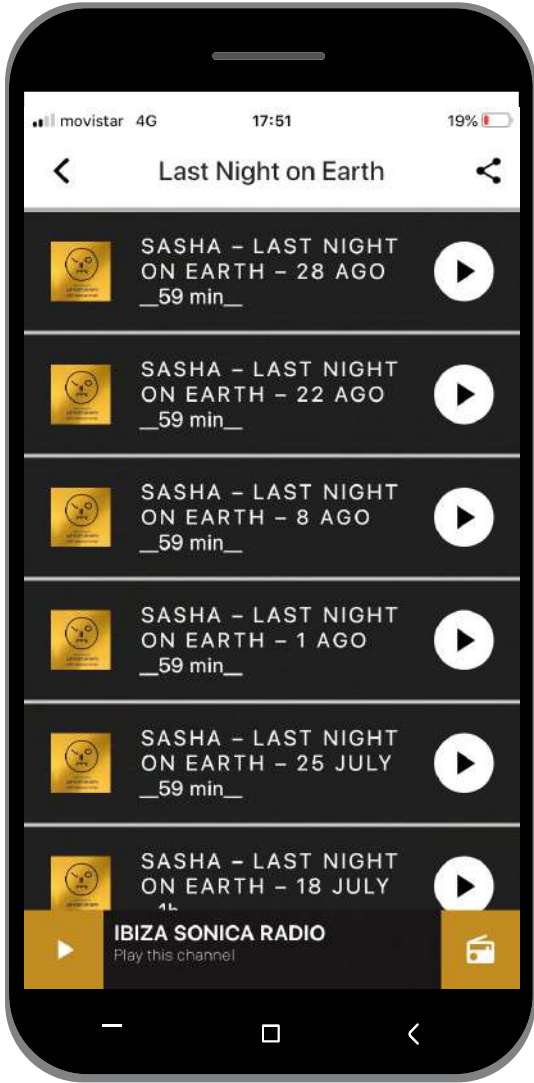 movistar 4G 17:51 19%
Last Night on Earth
SASHA – LAST NIGHT
ON EARTH – 28 AGO
__59 min__
SASHA – LAST NIGHT
ON EARTH – 22 AGO
__59 min__
SASHA – LAST NIGHT
ON EARTH – 8 AGO
__59 min__
SASHA – LAST NIGHT
ON EARTH – 1 AGO
__59 min__
SASHA – LAST NIGHT
ON EARTH – 25 JULY
__59 min__
SASHA – LAST NIGHT
ON EARTH – 18 JULY
IBIZA SONICA RADIO
Play this channel